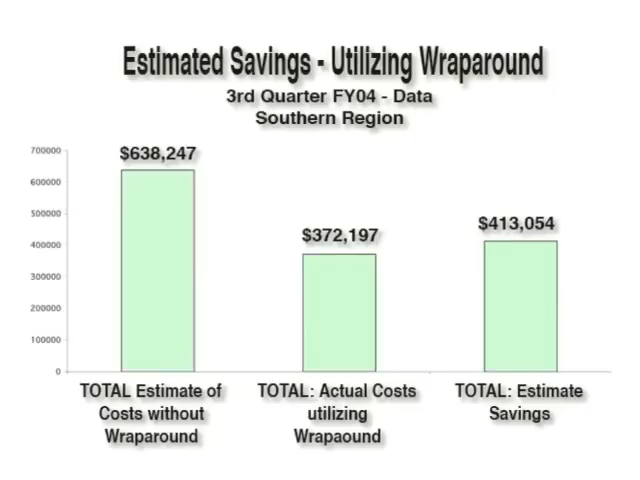 Estimated Savings - Utilizing Wraparound
3rd Quarter FY04 - Data
Southern Region
700000
600000
500000
400000
300000
200000
100000
0
$638,247
$372,197
$413,054
TOTAL Estimate of
Costs without
Wraparound
TOTAL: Actual Costs
utilizing
Wrapaound
TOTAL: Estimate
Savings